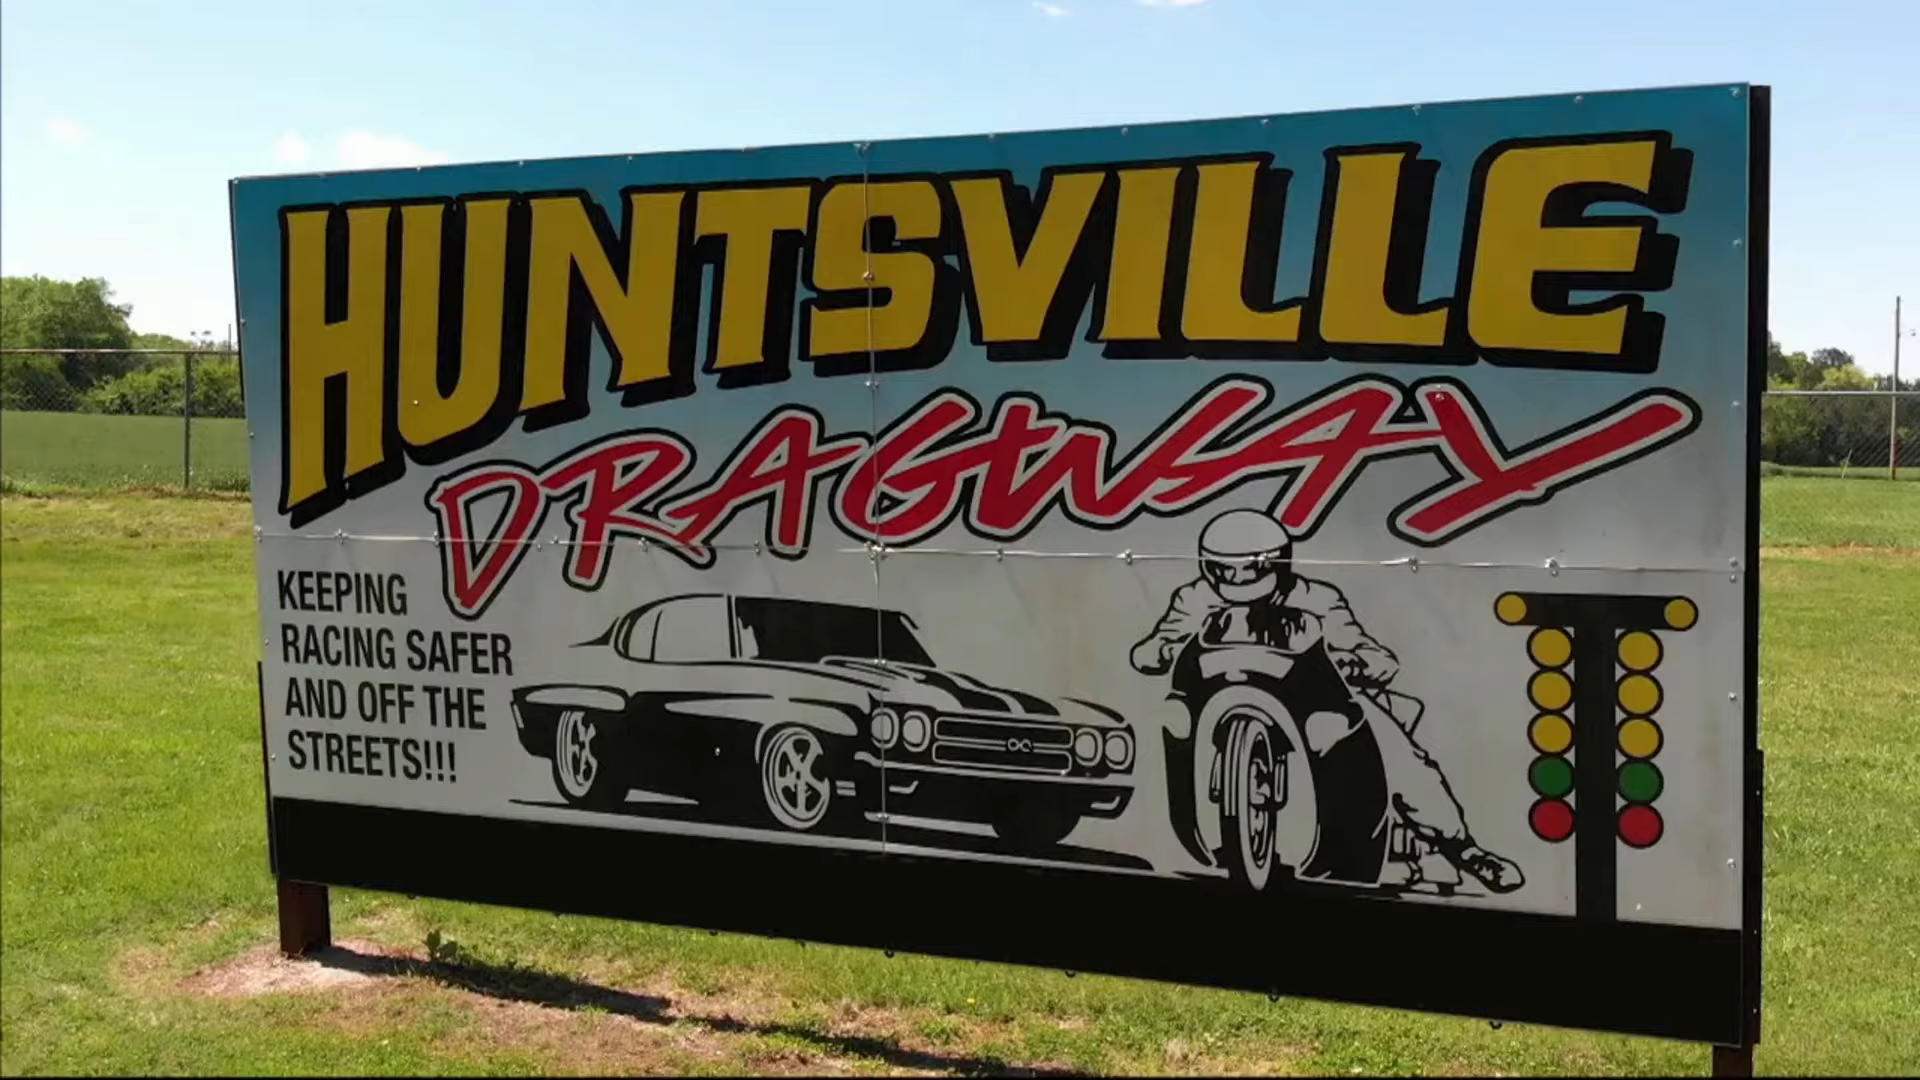 HUNTSVILLE
DRAGWAY
KEEPING
RACING SAFER
AND OFF THE
STREETS!!!